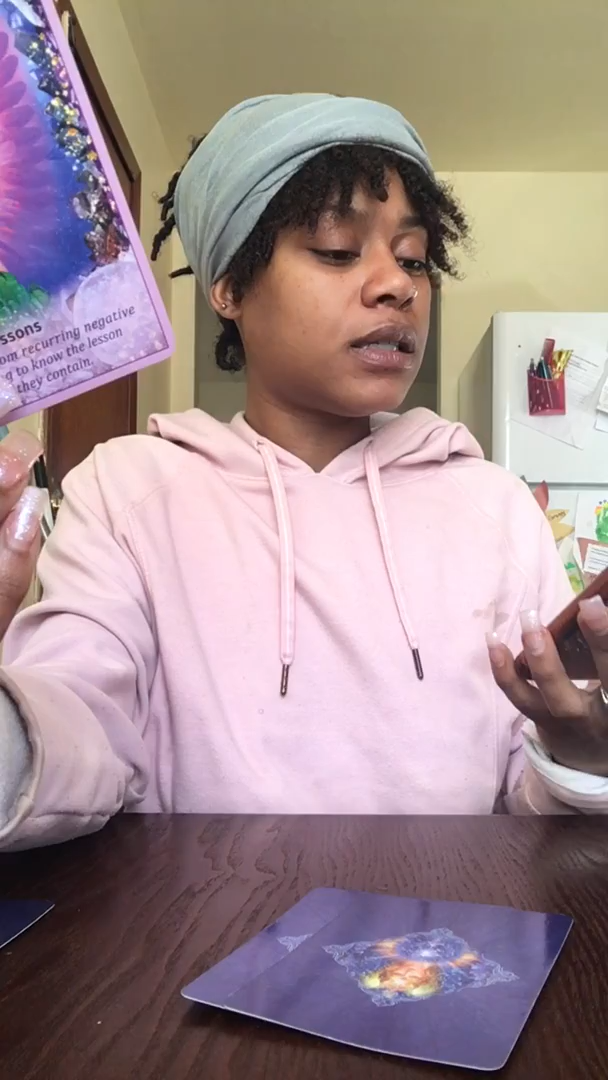 ssons
om recurring negative
g to know the lesson
they contain.